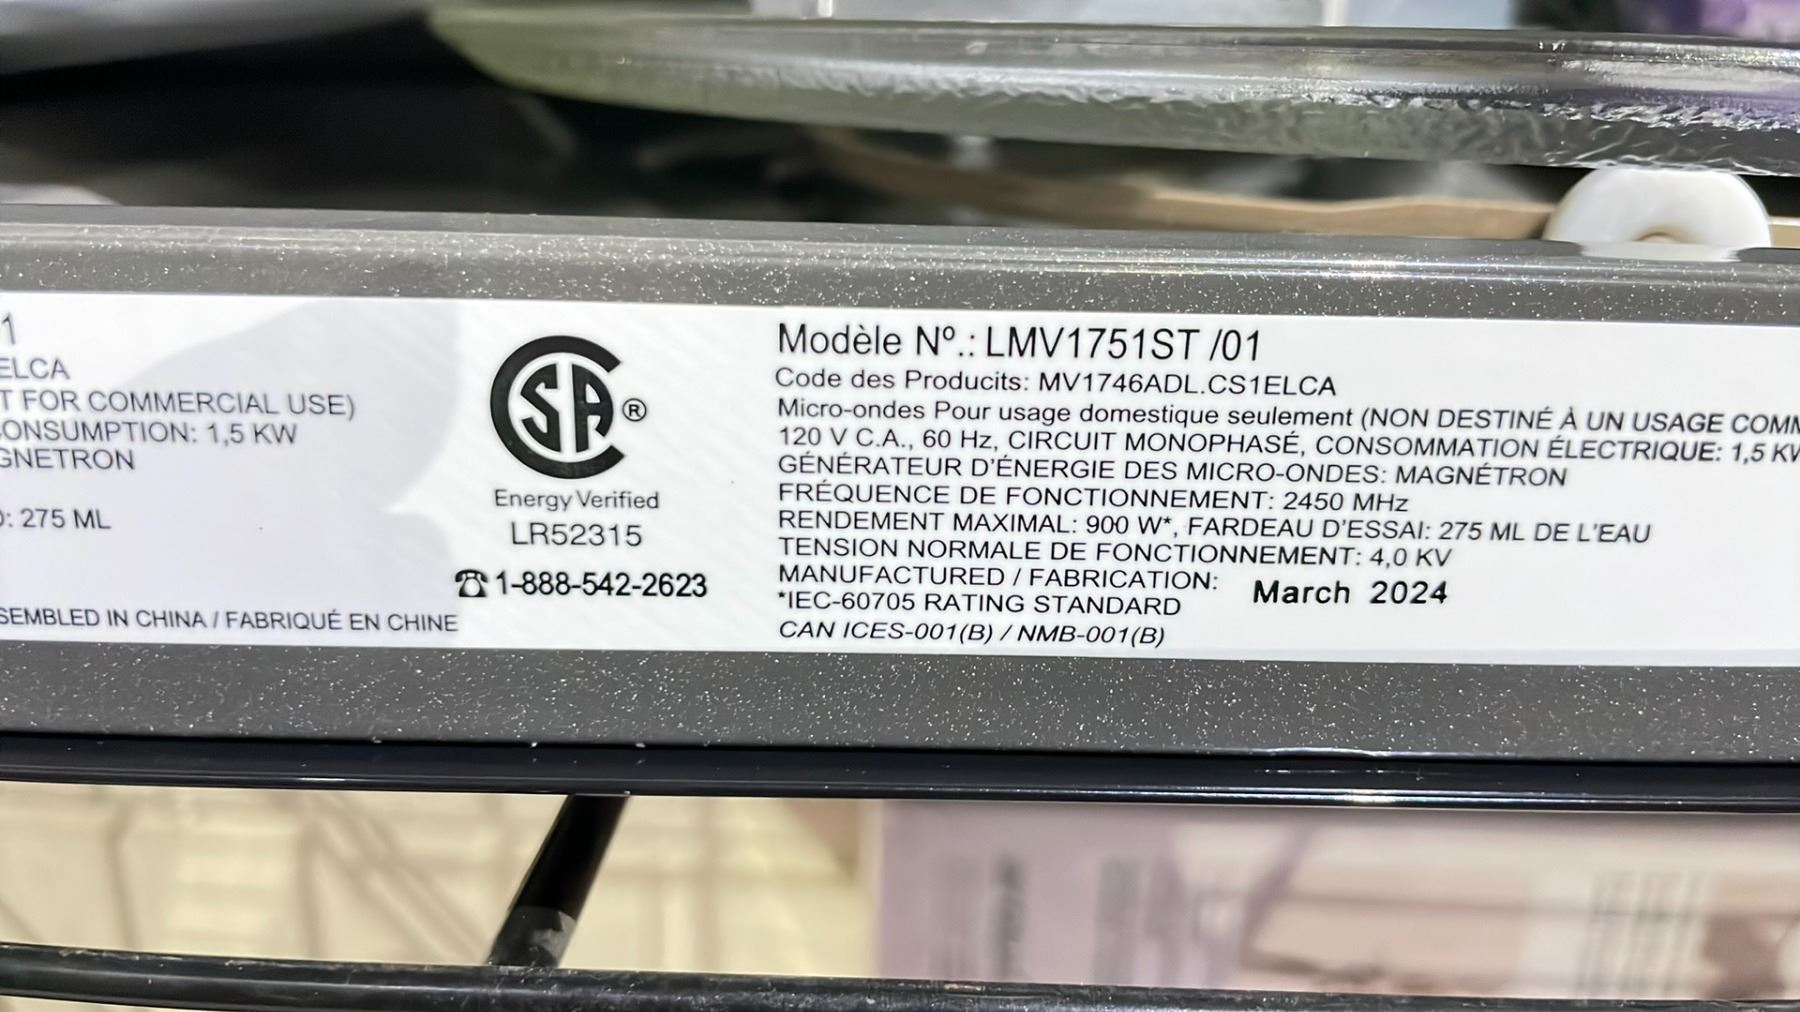 1
ELCA
T FOR COMMERCIAL USE)
ONSUMPTION: 1,5 KW
GNETRON
: 275 ML
SEMBLED IN CHINA / FABRIQUÉ EN CHINE
CSA ®
Energy Verified
LR52315
☎ 1-888-542-2623
Modèle Nº.: LMV1751ST /01
Code des Producits: MV1746ADL.CS1ELCA
Micro-ondes Pour usage domestique seulement (NON DESTINÉ À UN USAGE COMM
120 V C.A., 60 Hz, CIRCUIT MONOPHASÉ, CONSOMMATION ÉLECTRIQUE: 1,5 KW
GÉNÉRATEUR D'ÉNERGIE DES MICRO-ONDES: MAGNÉTRON
FRÉQUENCE DE FONCTIONNEMENT: 2450 MHz
RENDEMENT MAXIMAL: 900 W*, FARDEAU D'ESSAI: 275 ML DE L'EAU
TENSION NORMALE DE FONCTIONNEMENT: 4,0 KV
MANUFACTURED / FABRICATION: March 2024
*IEC-60705 RATING STANDARD
CAN ICES-001(B) / NMB-001(B)